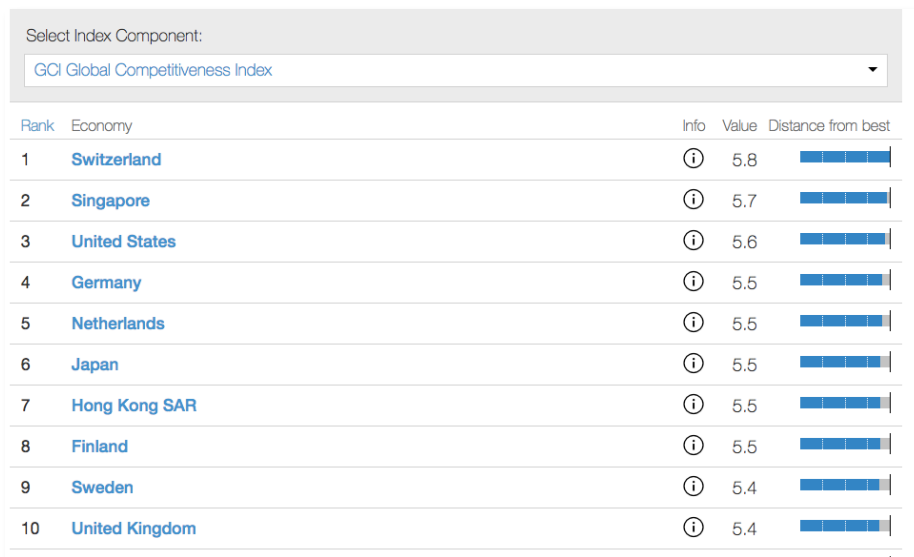 Select Index Component:
GCI Global Competitiveness Index
Rank Economy Info Value Distance from best
1 Switzerland 5.8
2 Singapore 5.7
3 United States 5.6
4 Germany 5.5
5 Netherlands 5.5
6 Japan 5.5
7 Hong Kong SAR 5.5
8 Finland 5.5
9 Sweden 5.4
10 United Kingdom 5.4